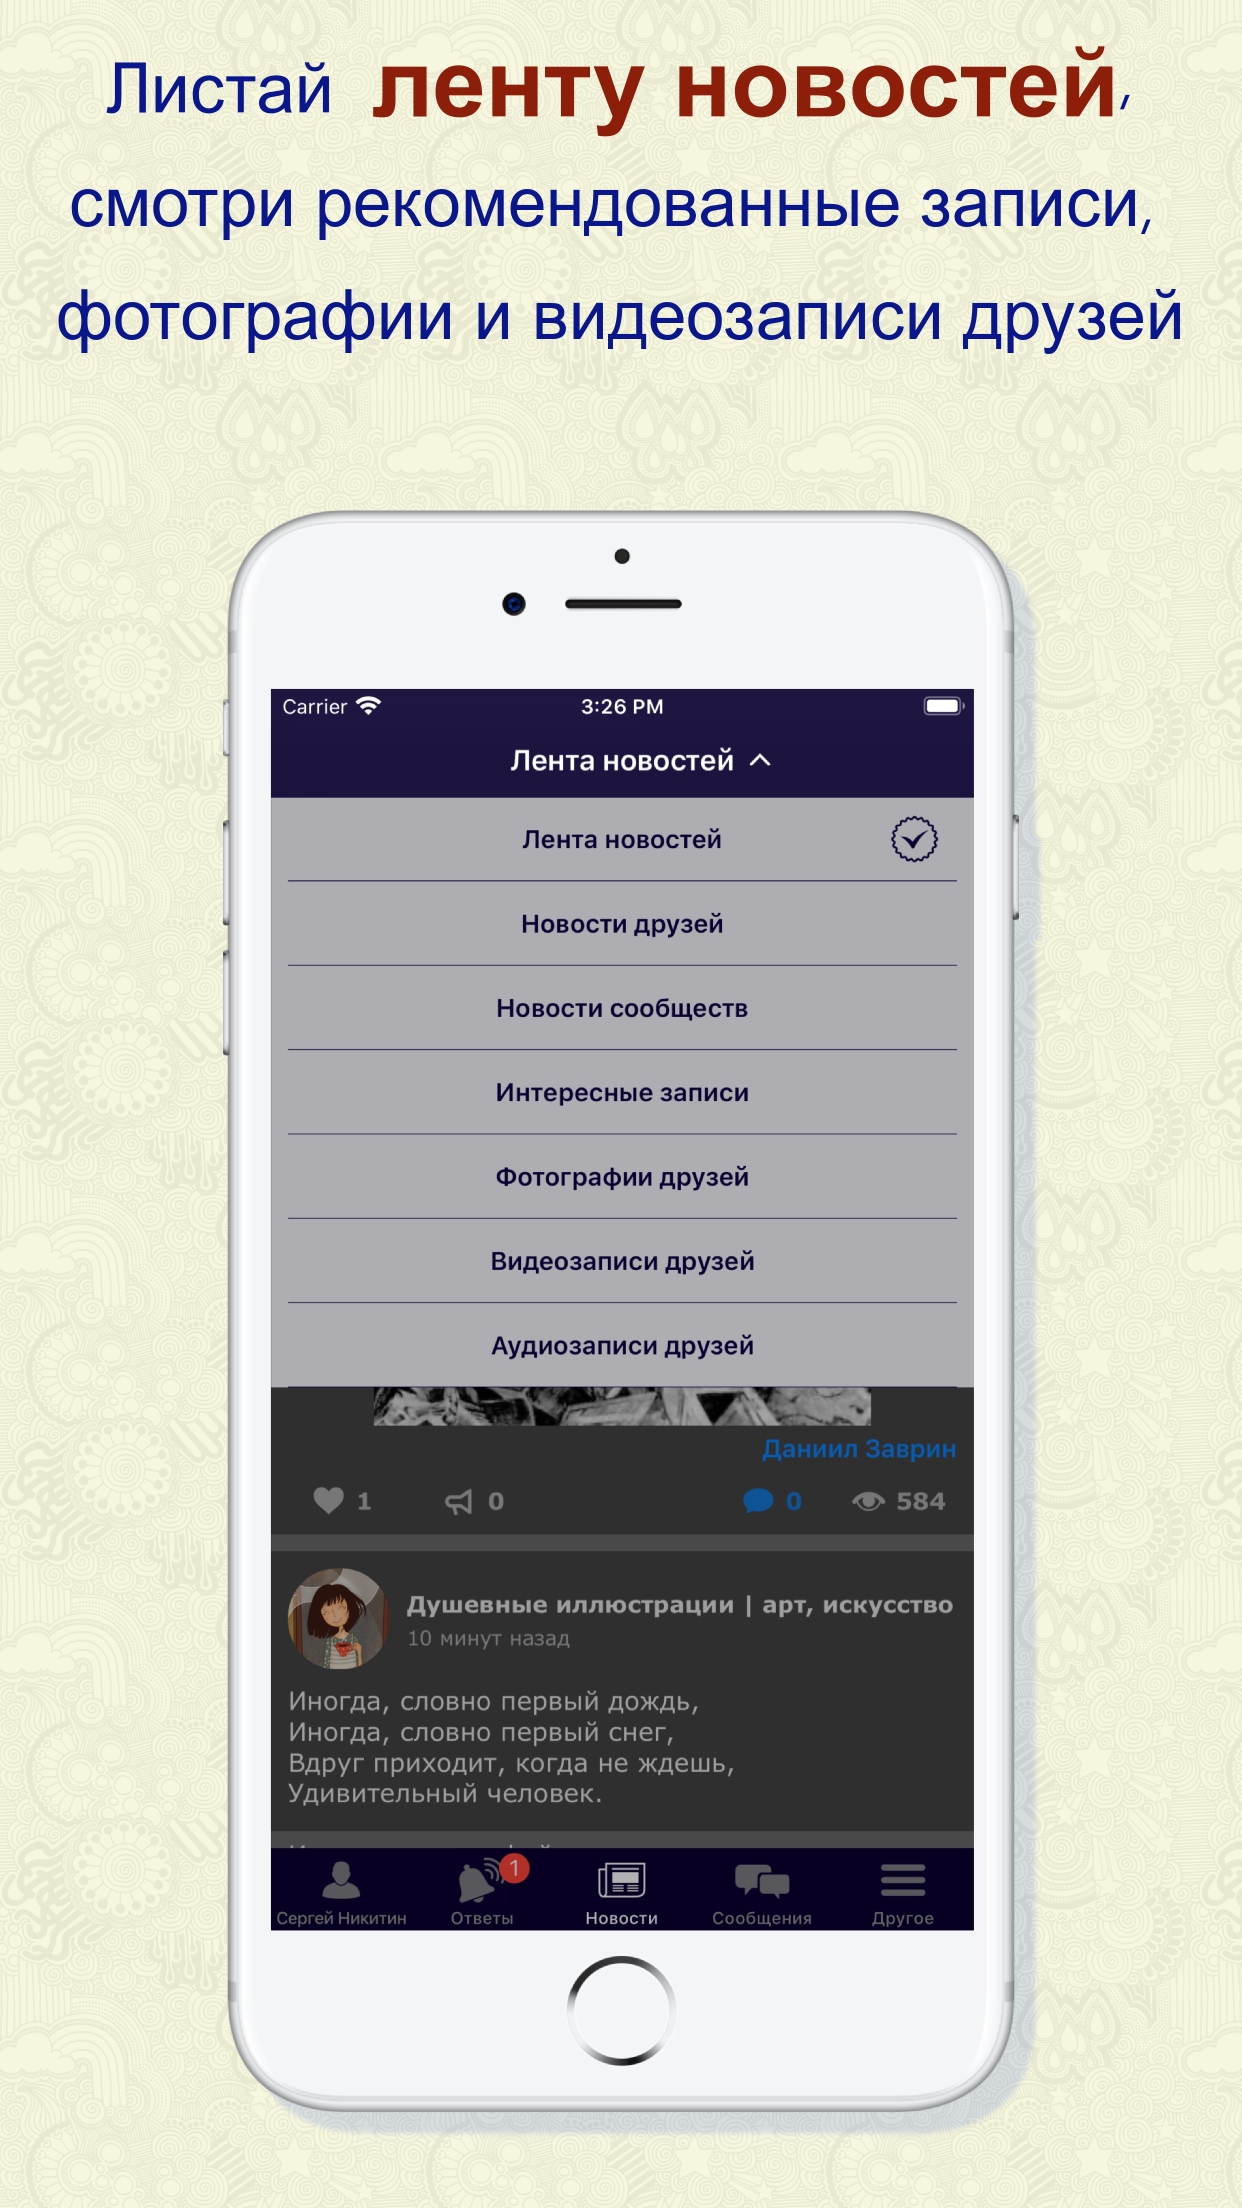 Листай ленту новостей,
смотри рекомендованные записи,
фотографии и видеозаписи друзей
Carrier 3:26 PM
Лента новостей
Лента новостей
Новости друзей
Новости сообществ
Интересные записи
Фотографии друзей
Видеозаписи друзей
Аудиозаписи друзей
Даниил Заврин
1 0 0 584
Душевные иллюстрации | арт, искусство
10 минут назад
Иногда, словно первый дождь,
Иногда, словно первый снег,
Вдруг приходит, когда не ждешь,
Удивительный человек.
1
Сергей Никитин Ответы Новости Сообщения Другое